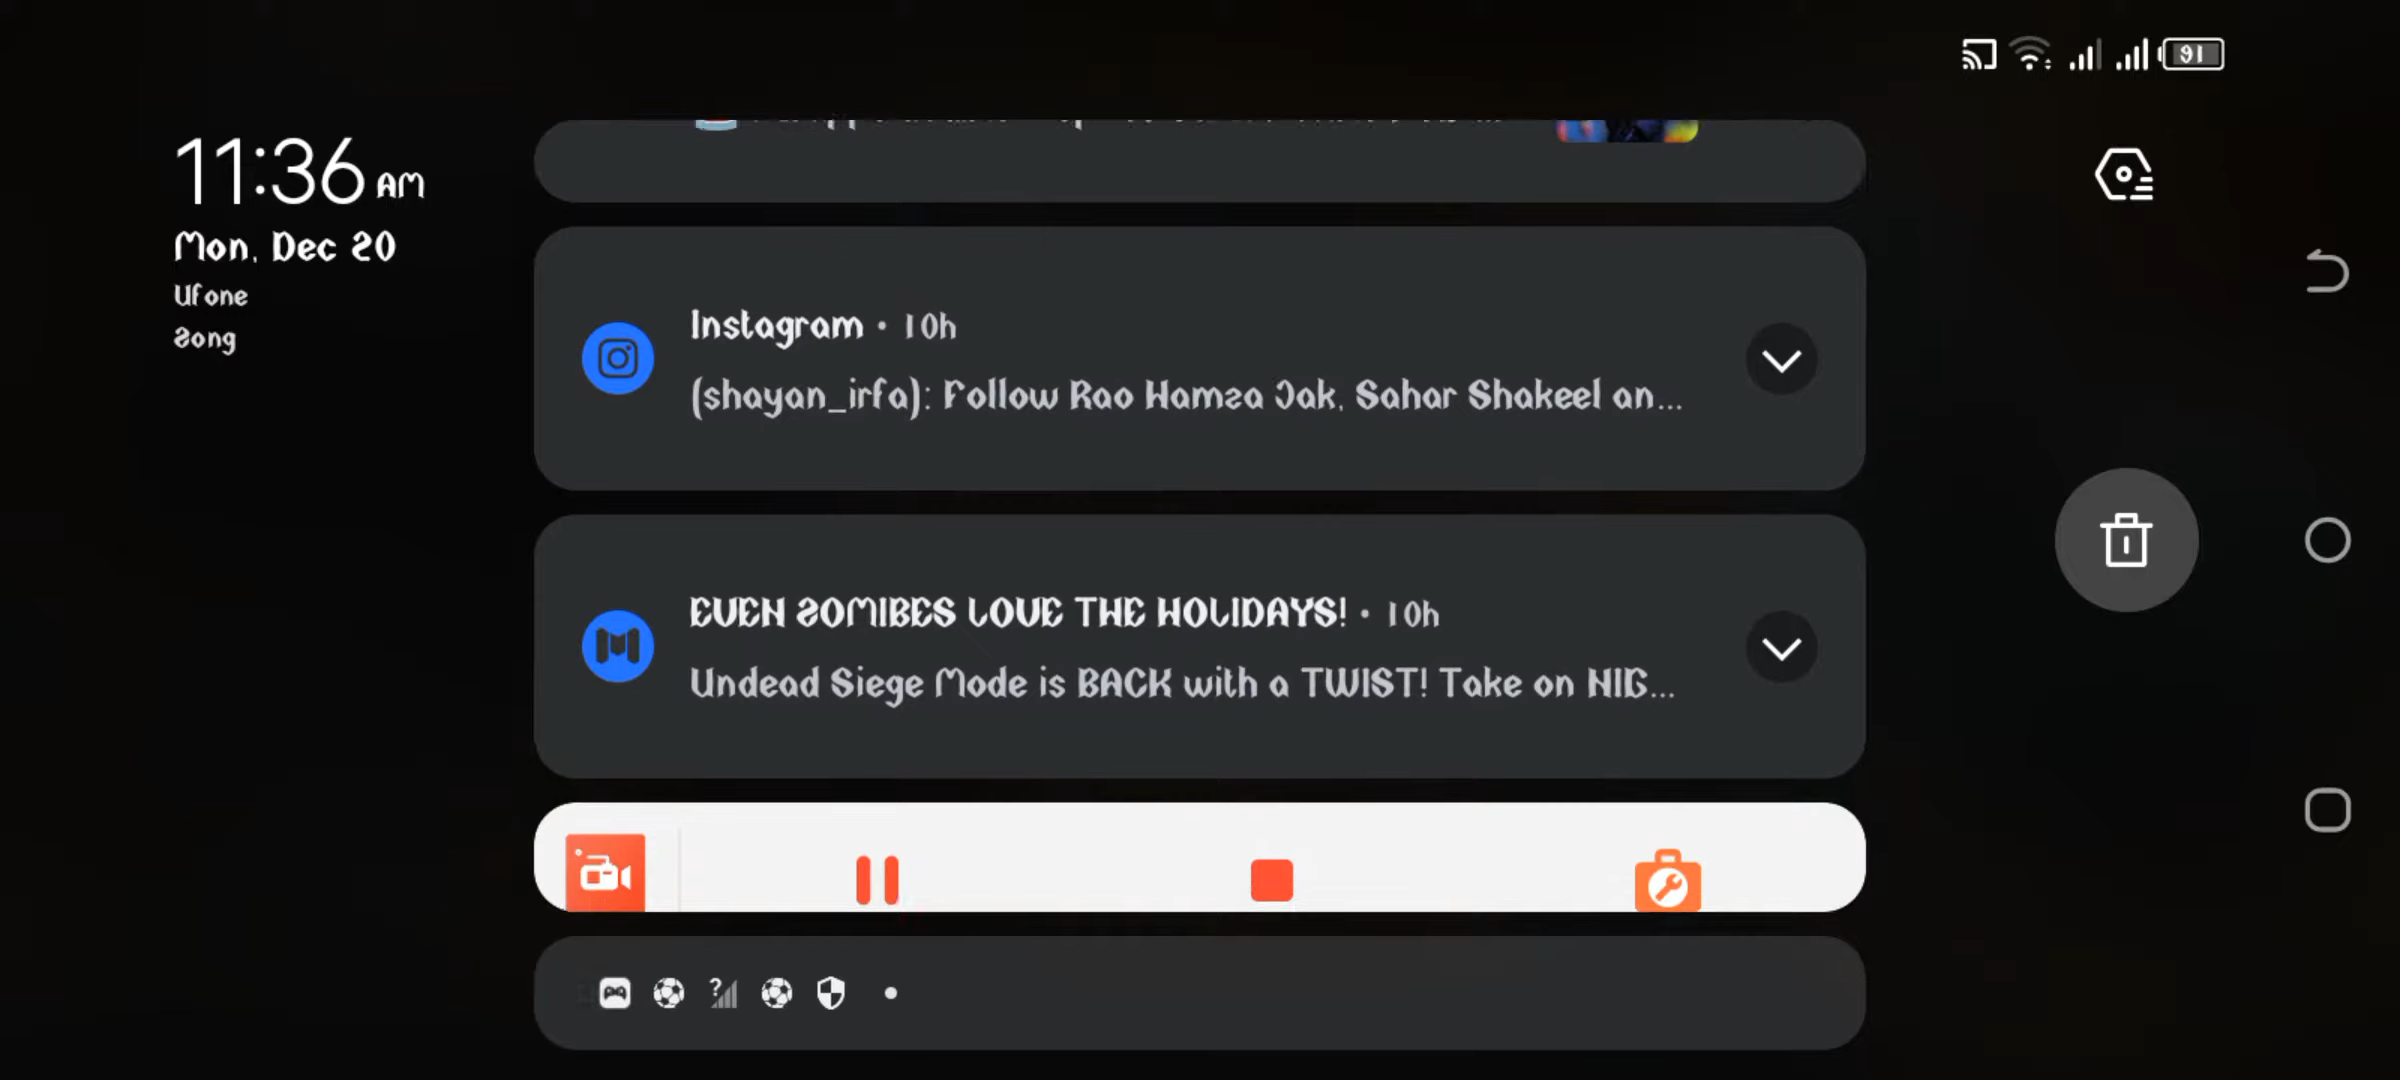 91
11:36 AM
Mon, Dec 20
Ufone
Zong
Instagram • 10h
(shayan_irfa): Follow Rao Hamza Jak, Sahar Shakeel an...
EVEN ZOMIBES LOVE THE HOLIDAYS! • 10h
Undead Siege Mode is BACK with a TWIST! Take on NIG...